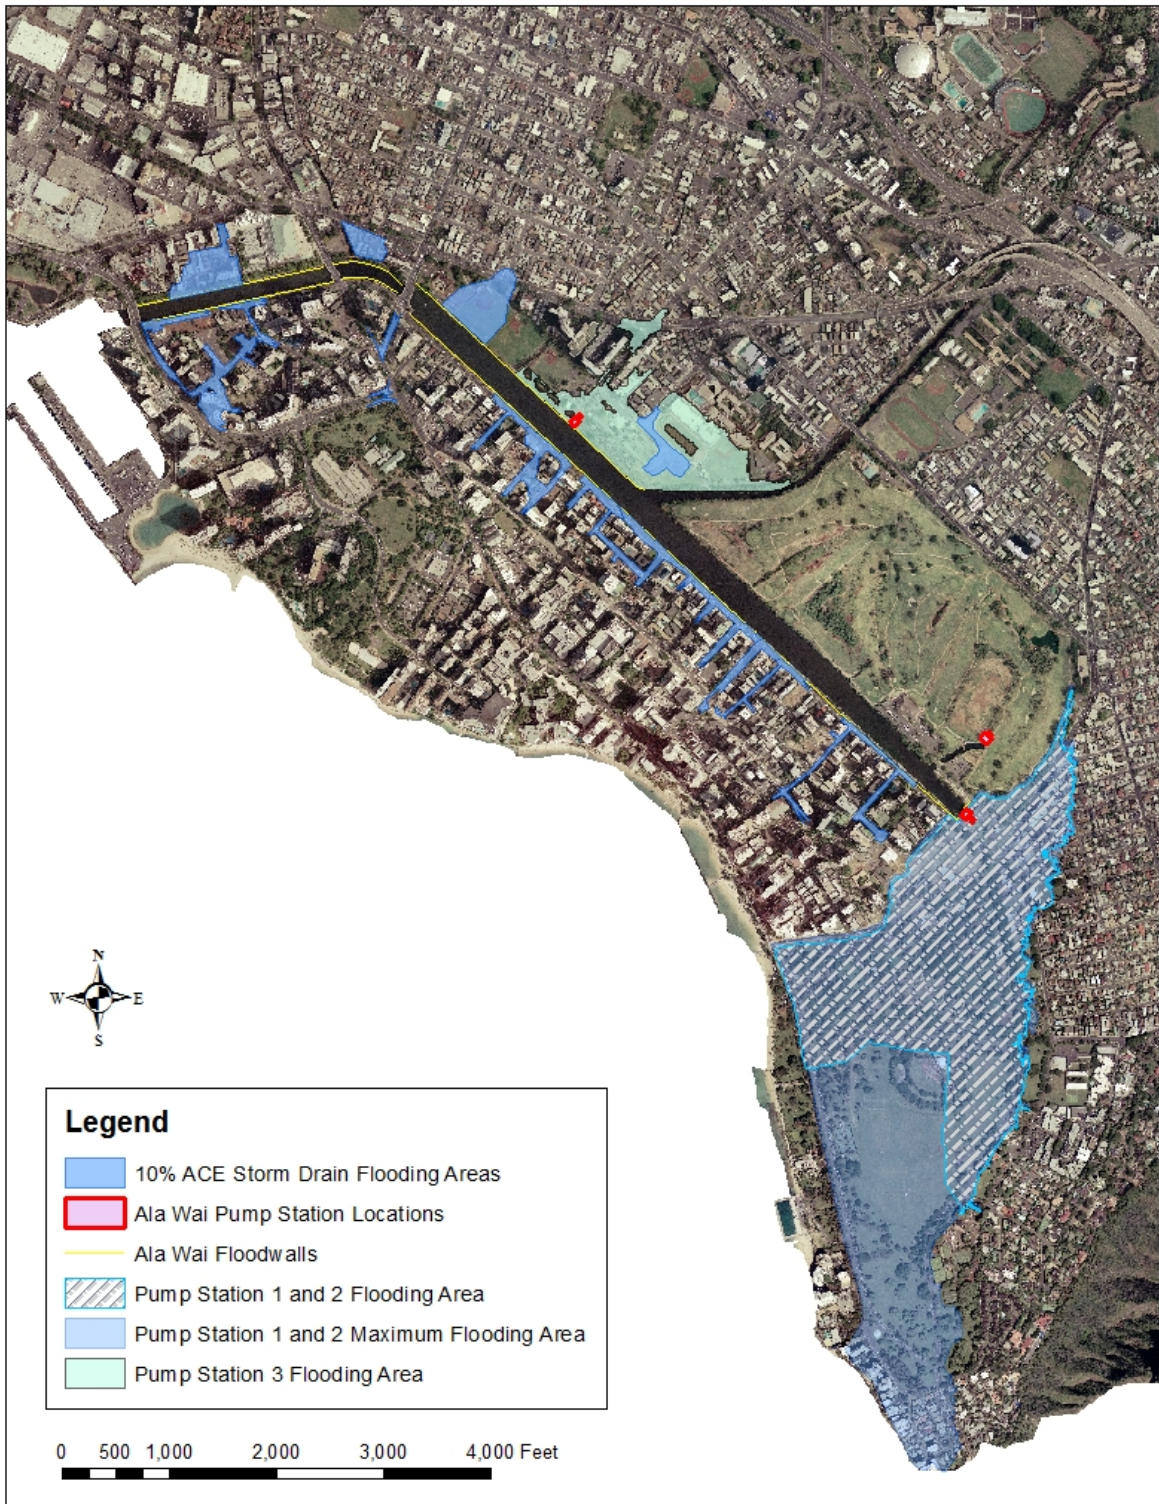 N
W E
S
Legend
10% ACE Storm Drain Flooding Areas
Ala Wai Pump Station Locations
Ala Wai Floodwalls
Pump Station 1 and 2 Flooding Area
Pump Station 1 and 2 Maximum Flooding Area
Pump Station 3 Flooding Area
0 500 1,000 2,000 3,000 4,000 Feet